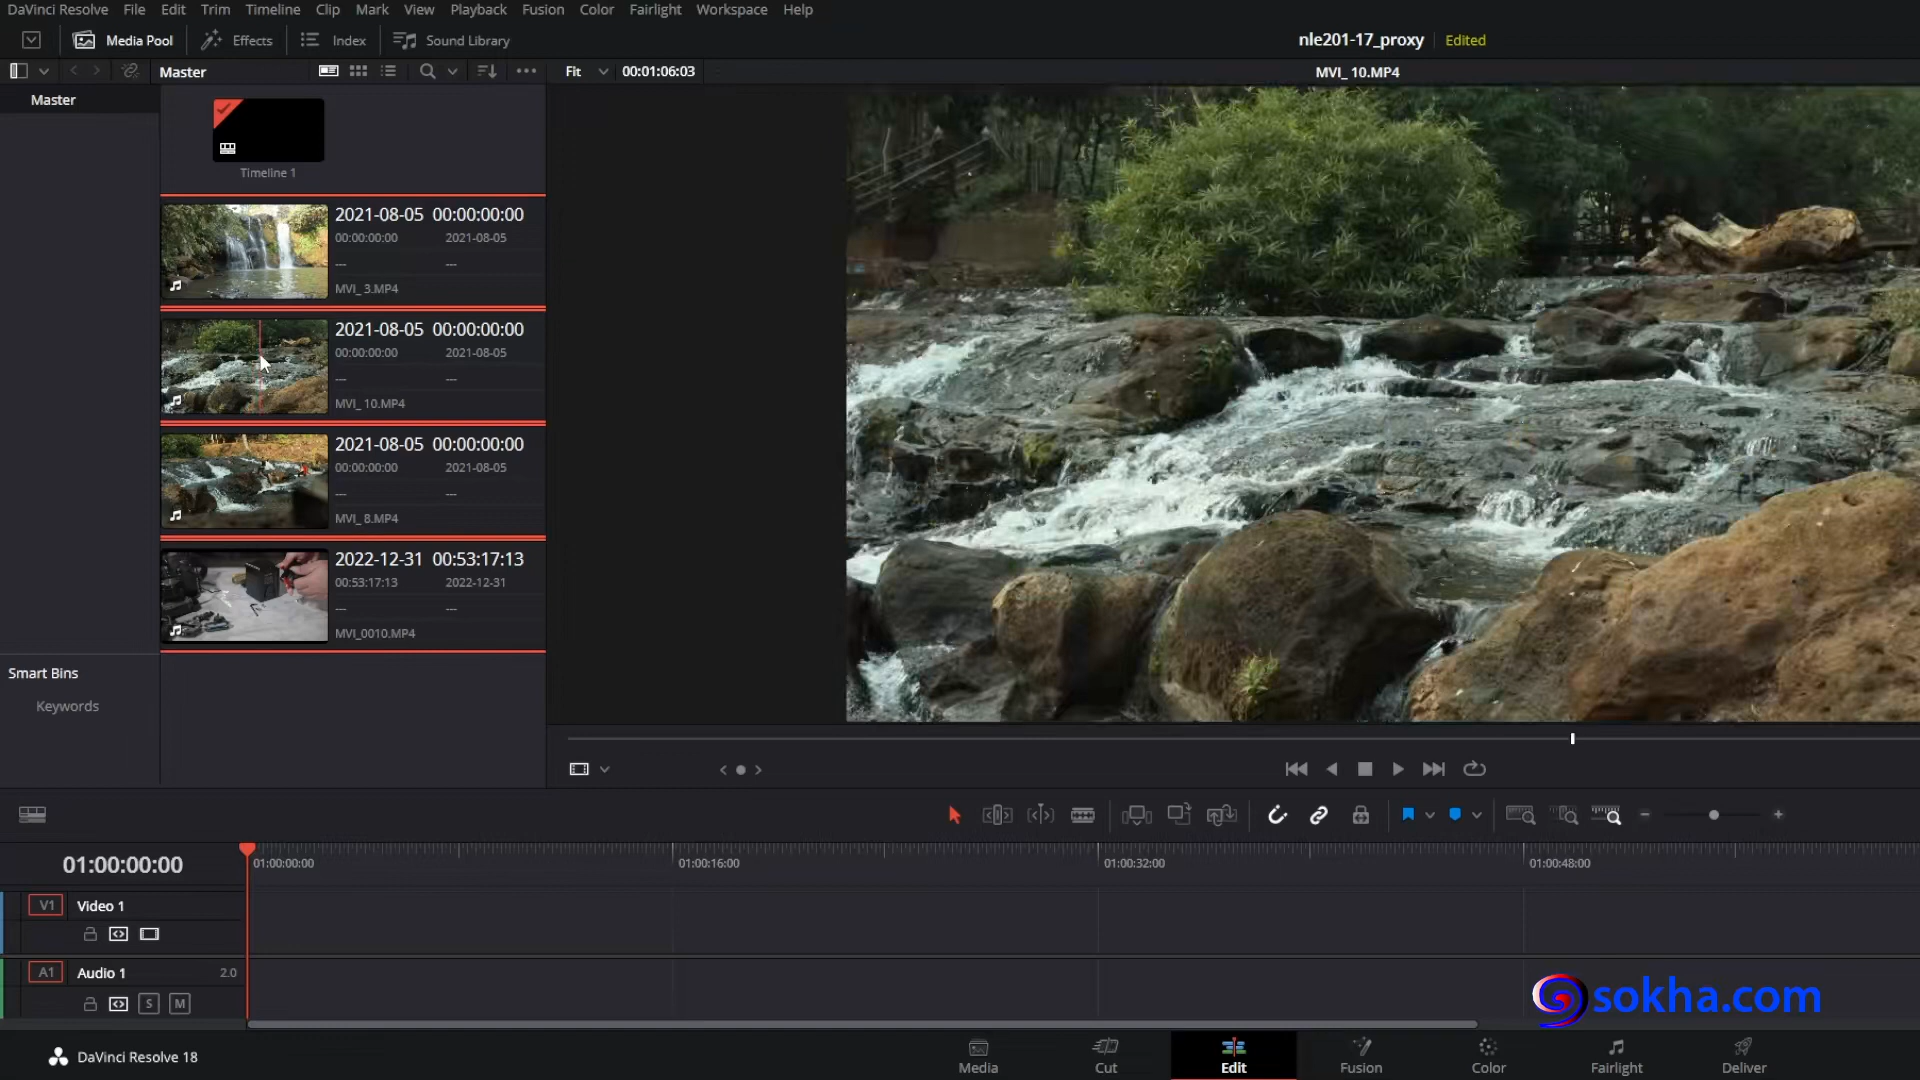 DaVinci Resolve File Edit Trim Timeline Clip Mark View Playback Fusion Color Fairlight Workspace Help
Media Pool Effects Index Sound Library
nle201-17_proxy Edited
Master
Fit 00:01:06:03
MVI_ 10.MP4
Master
Timeline 1
2021-08-05 00:00:00:00
00:00:00:00 2021-08-05
--- ---
MVI_ 3.MP4
2021-08-05 00:00:00:00
00:00:00:00 2021-08-05
--- ---
MVI_ 10.MP4
2021-08-05 00:00:00:00
00:00:00:00 2021-08-05
--- ---
MVI_ 8.MP4
2022-12-31 00:53:17:13
00:53:17:13 2022-12-31
--- ---
MVI_0010.MP4
Smart Bins
Keywords
01:00:00:00
01:00:00:00 01:00:16:00 01:00:32:00 01:00:48:00
V1 Video 1
A1 Audio 1 2.0
S M
sokha.com
DaVinci Resolve 18
Media Cut Edit Fusion Color Fairlight Deliver